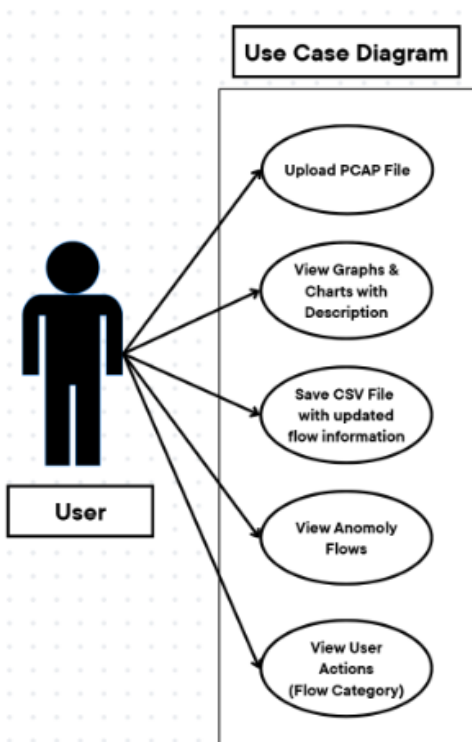 Use Case Diagram
Upload PCAP File
View Graphs &
Charts with
Description
Save CSV File
with updated
flow information
User
View Anomoly
Flows
View User
Actions
(Flow Category)